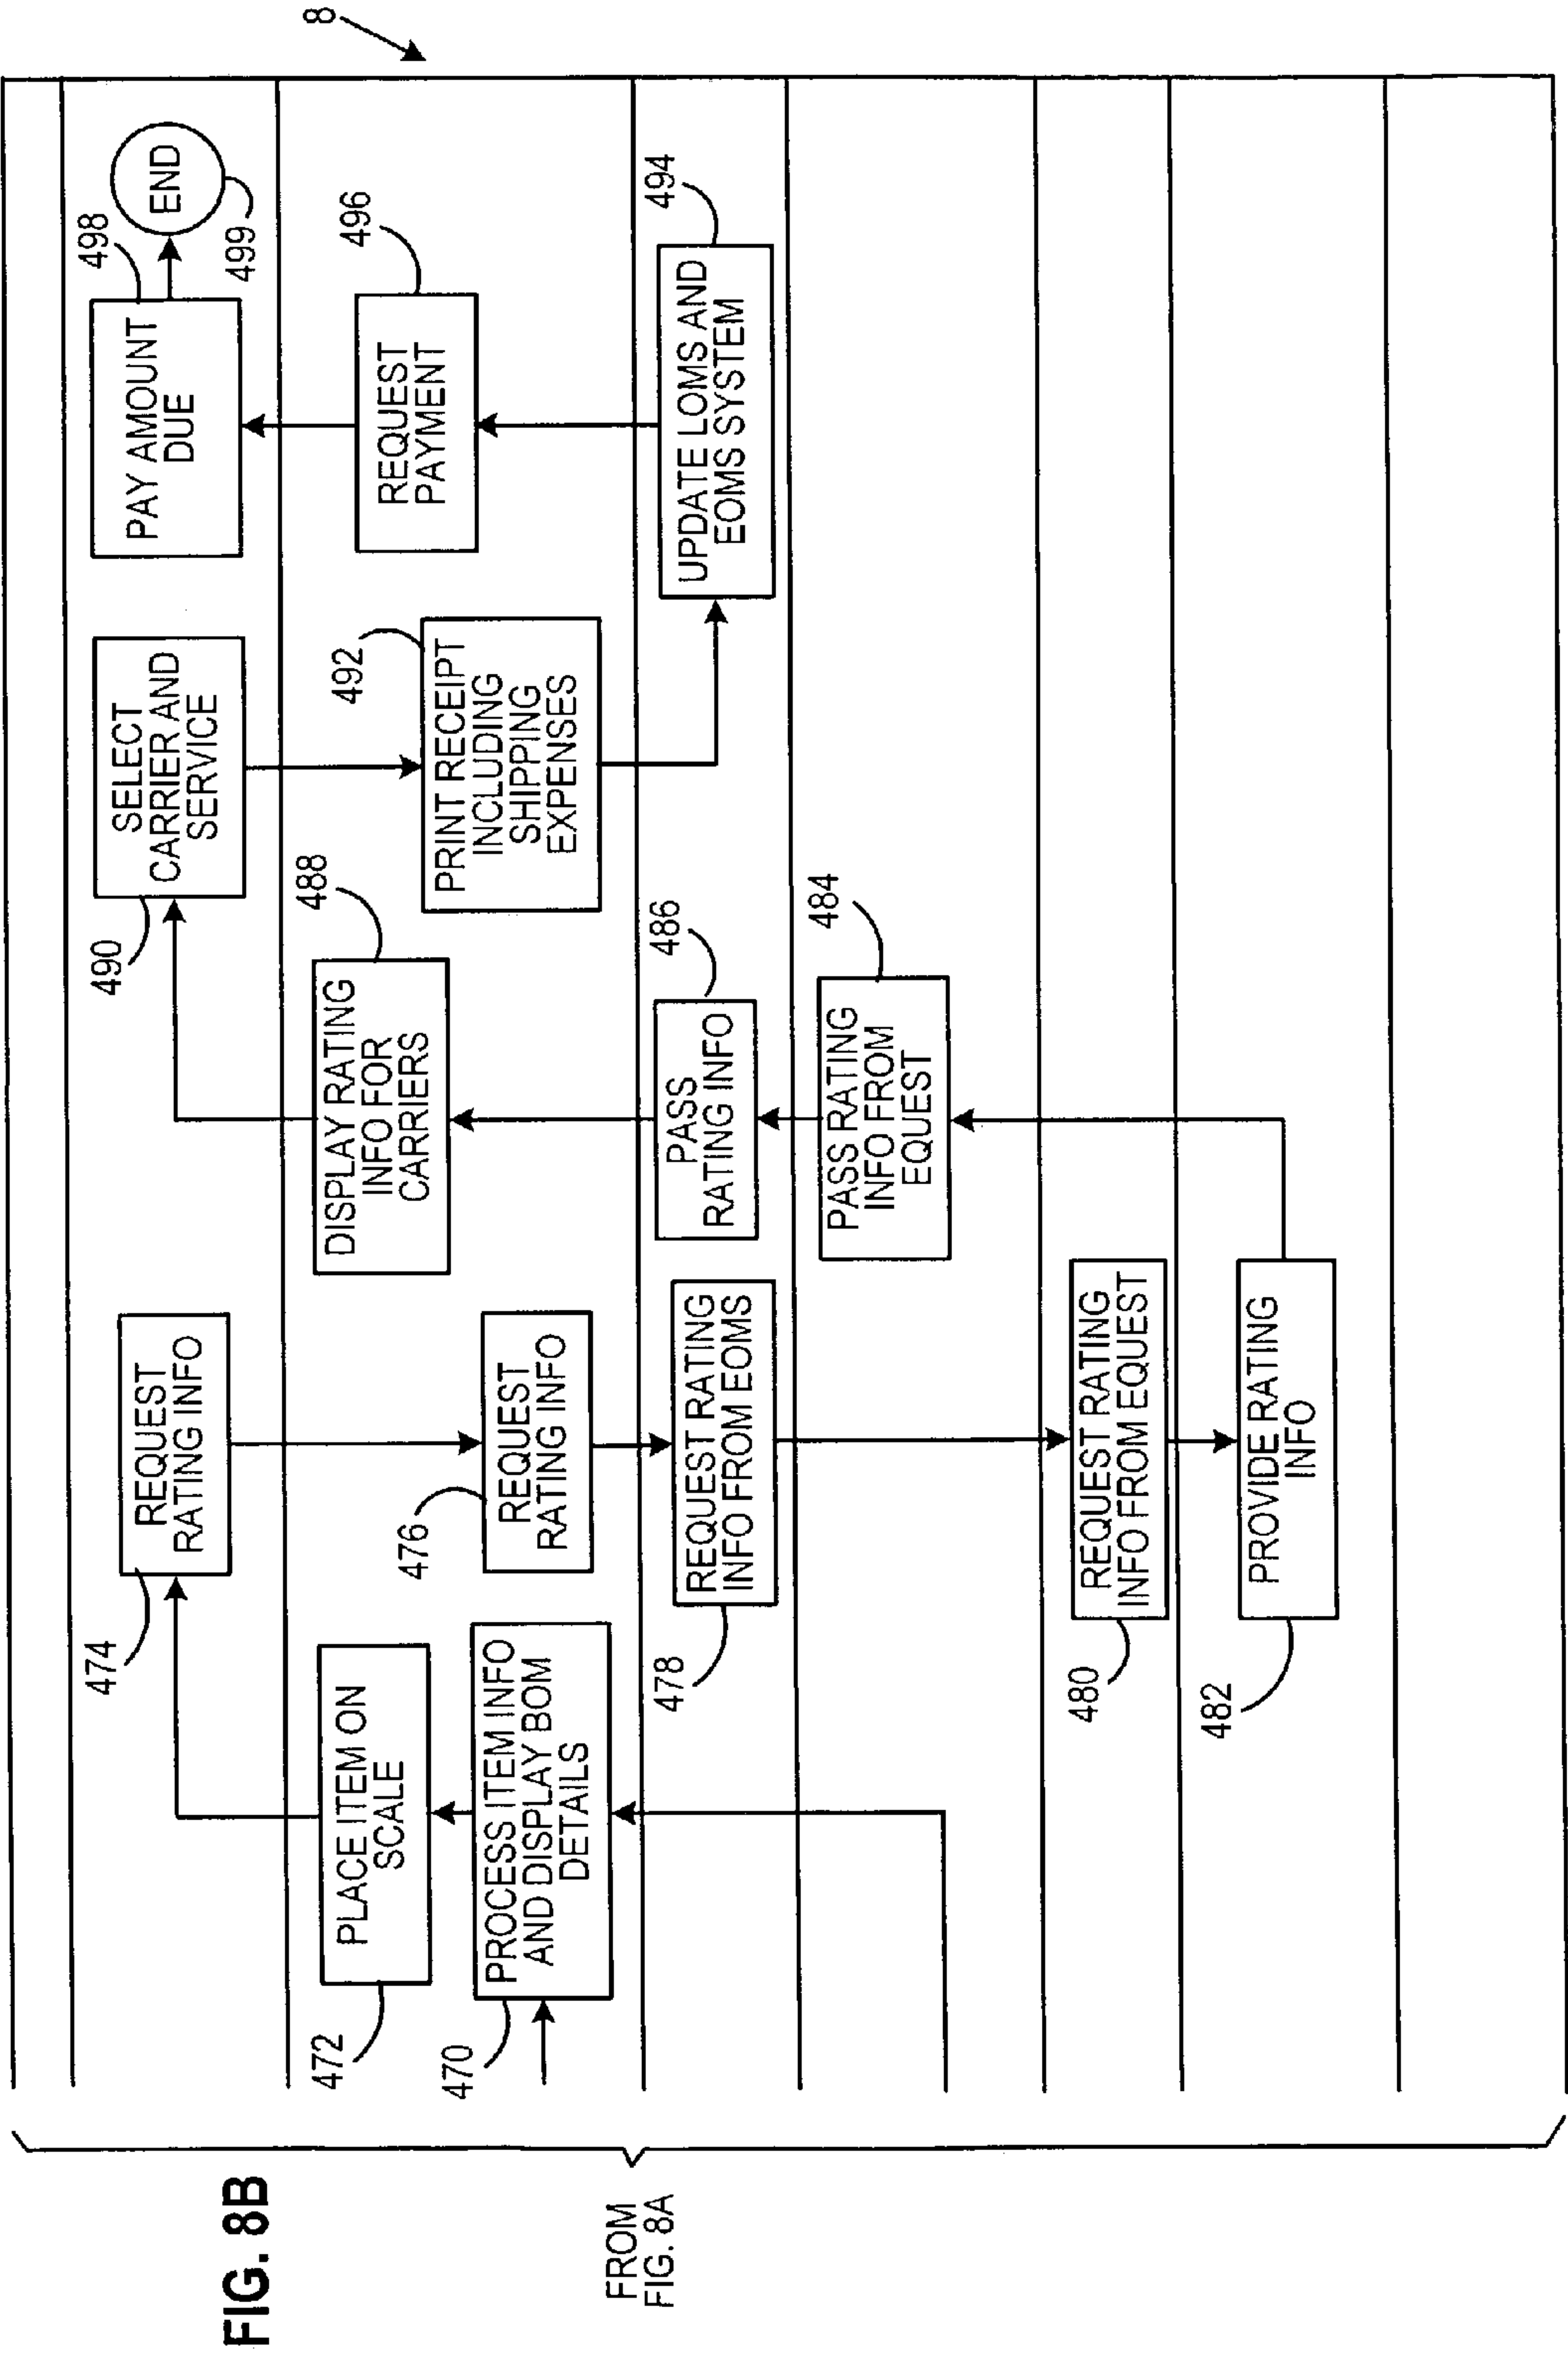 FIG. 8B
FROM
FIG. 8A
8
470
PROCESS ITEM INFO
AND DISPLAY BOM
DETAILS
472
PLACE ITEM ON
SCALE
474
REQUEST
RATING INFO
476
REQUEST
RATING INFO
478
REQUEST RATING
INFO FROM EOMS
480
REQUEST RATING
INFO FROM EQUEST
482
PROVIDE RATING
INFO
484
PASS RATING
INFO FROM
EQUEST
486
PASS
RATING INFO
488
DISPLAY RATING
INFO FOR
CARRIERS
490
SELECT
CARRIER AND
SERVICE
492
PRINT RECEIPT
INCLUDING
SHIPPING
EXPENSES
494
UPDATE LOMS AND
EOMS SYSTEM
496
REQUEST
PAYMENT
498
PAY AMOUNT
DUE
END
499